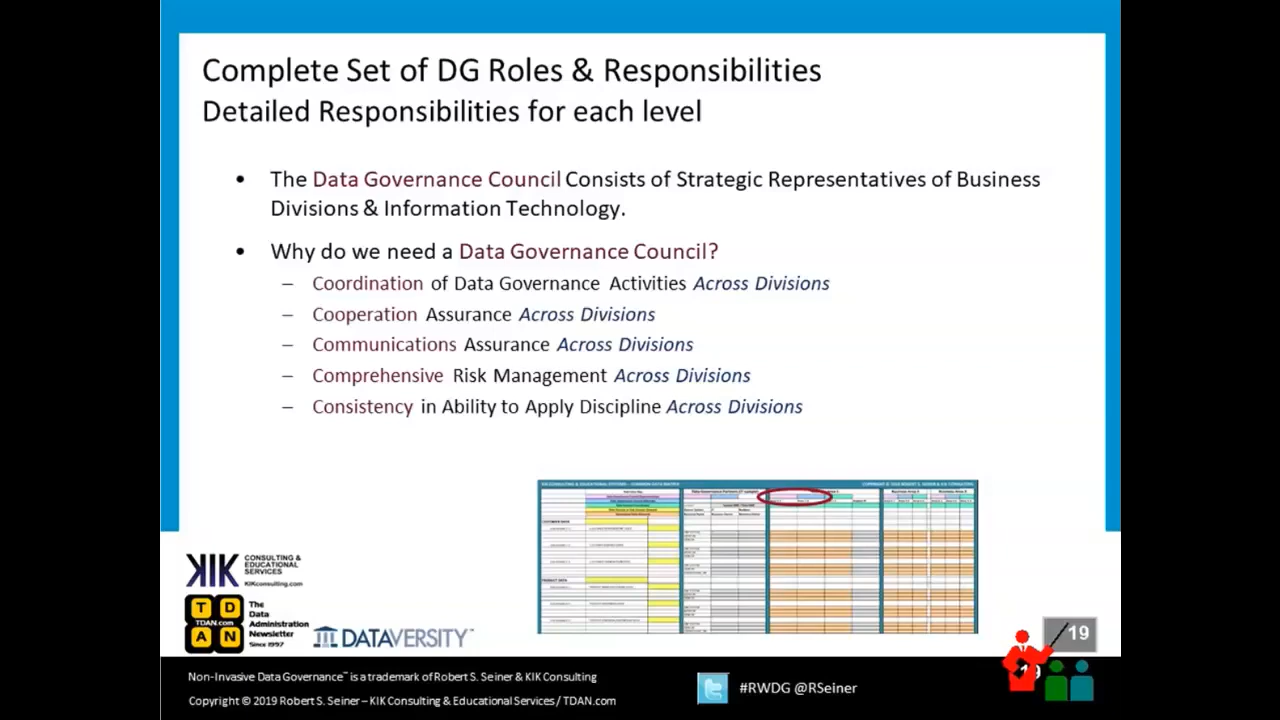 Complete Set of DG Roles & Responsibilities
Detailed Responsibilities for each level
• The Data Governance Council Consists of Strategic Representatives of Business
Divisions & Information Technology.
• Why do we need a Data Governance Council?
– Coordination of Data Governance Activities Across Divisions
– Cooperation Assurance Across Divisions
– Communications Assurance Across Divisions
– Comprehensive Risk Management Across Divisions
– Consistency in Ability to Apply Discipline Across Divisions
KIK CONSULTING &
EDUCATIONAL
SERVICES
KIKconsulting.com
T D
TDAN.com
A N
The
Data
Administration
Newsletter
Since 1997
DATAVERSITY™
CUSTOMER DATA
PRODUCT DATA
19
Non-Invasive Data Governance™ is a trademark of Robert S. Seiner & KIK Consulting
Copyright © 2019 Robert S. Seiner – KIK Consulting & Educational Services / TDAN.com
#RWDG @RSeiner